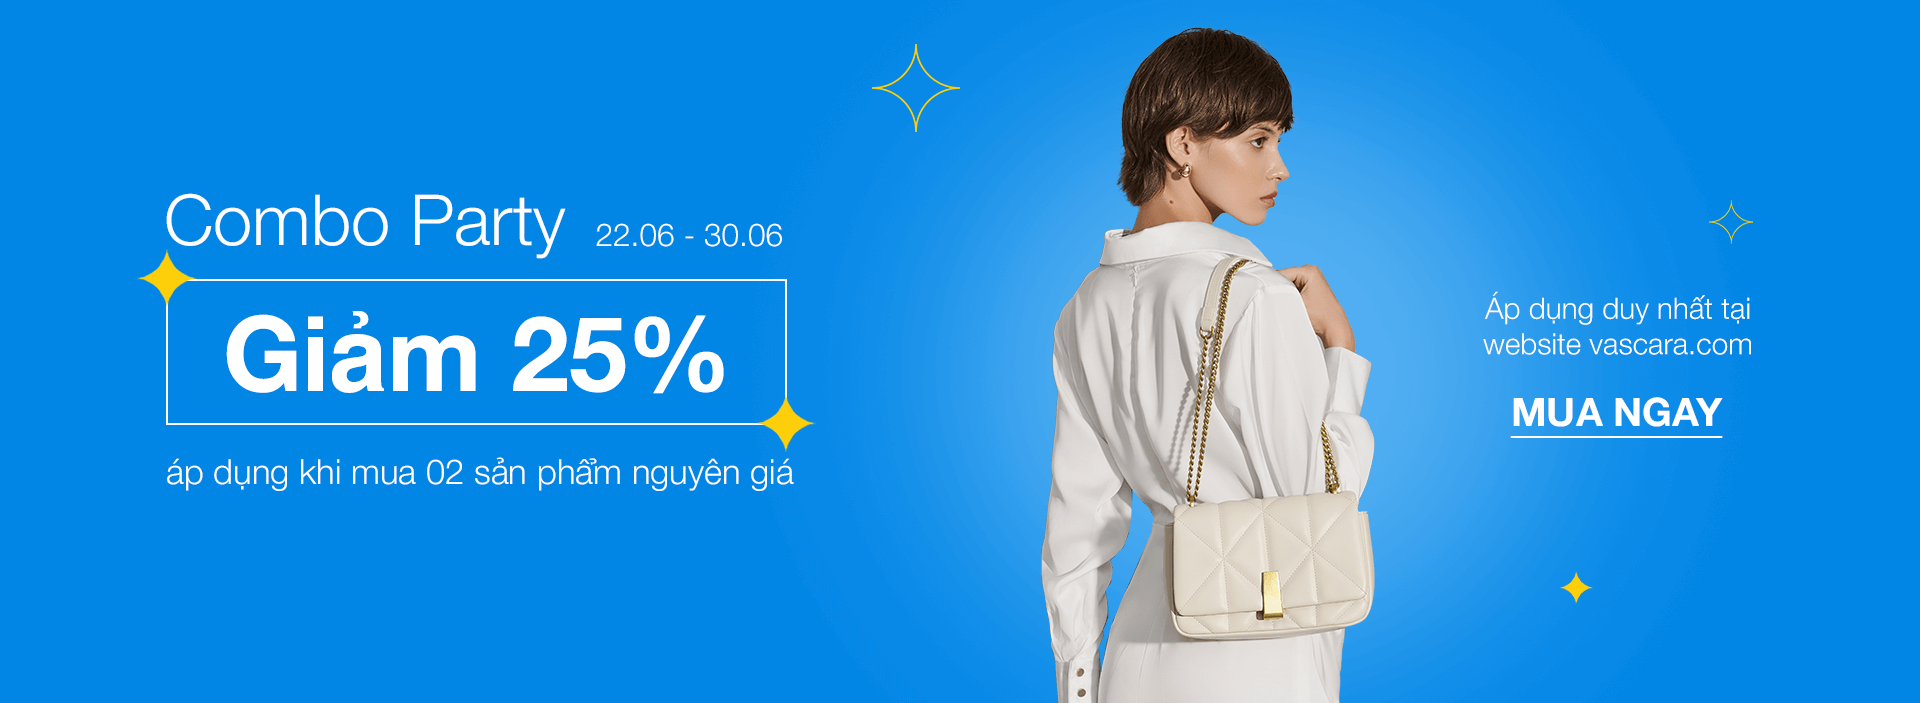 Combo Party 22.06 - 30.06
Giảm 25%
áp dụng khi mua 02 sản phẩm nguyên giá
Áp dụng duy nhất tại
website vascara.com
MUA NGAY